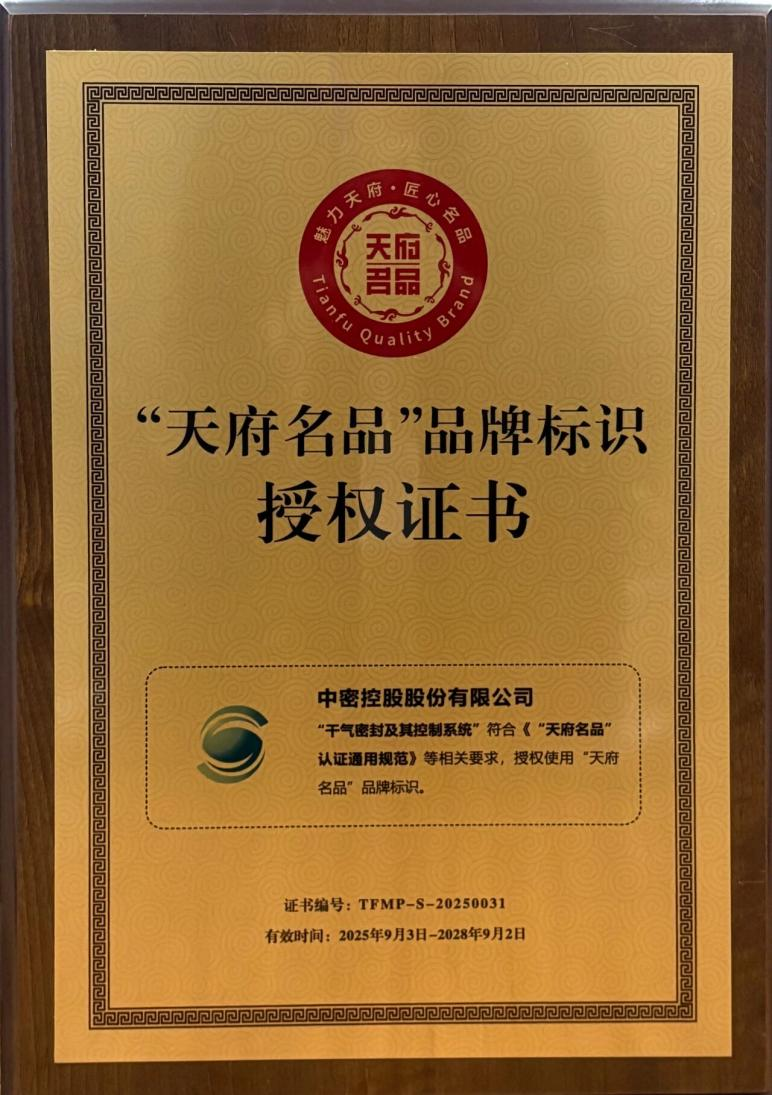 魅力天府·匠心名品
天府
名品
Tianfu Quality Brand
“天府名品”品牌标识
授权证书
中密控股股份有限公司
“干气密封及其控制系统”符合《“天府名品”
认证通用规范》等相关要求，授权使用“天府
名品”品牌标识。
证书编号：TFMP-S-20250031
有效时间：2025年9月3日-2028年9月2日